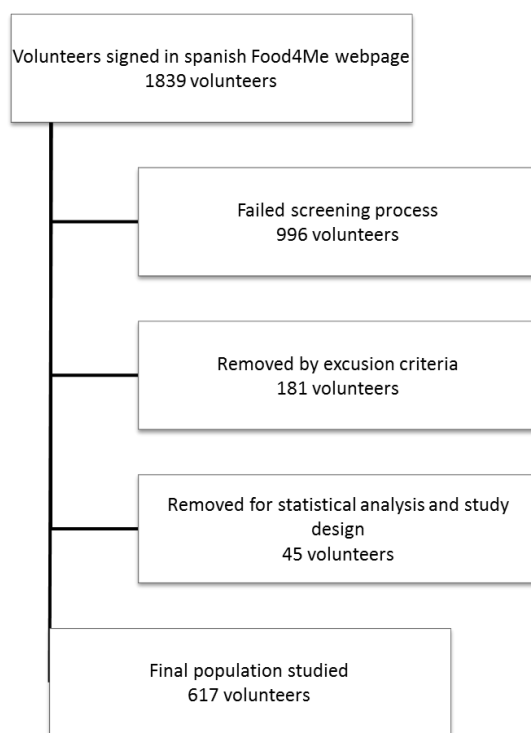 Volunteers signed in spanish Food4Me webpage
1839 volunteers
Failed screening process
996 volunteers
Removed by excusion criteria
181 volunteers
Removed for statistical analysis and study
design
45 volunteers
Final population studied
617 volunteers